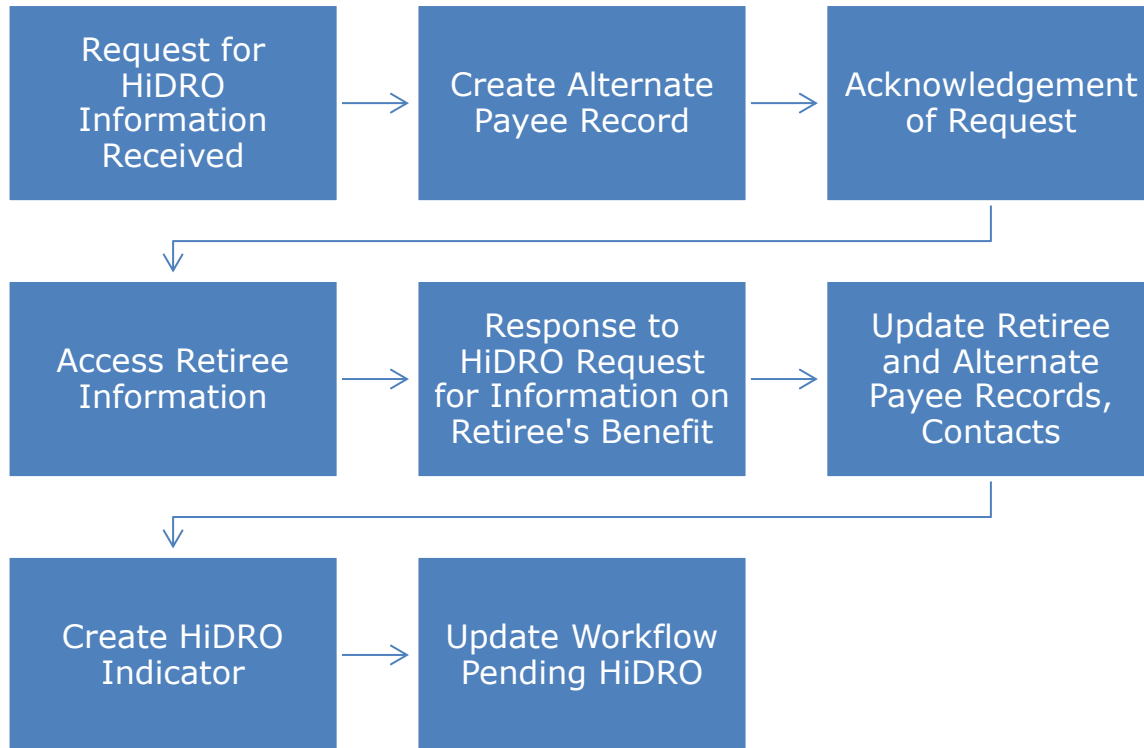 Request for
HiDRO
Information
Received
Create Alternate
Payee Record
Acknowledgement
of Request
Access Retiree
Information
Response to
HiDRO Request
for Information on
Retiree's Benefit
Update Retiree
and Alternate
Payee Records,
Contacts
Create HiDRO
Indicator
Update Workflow
Pending HiDRO